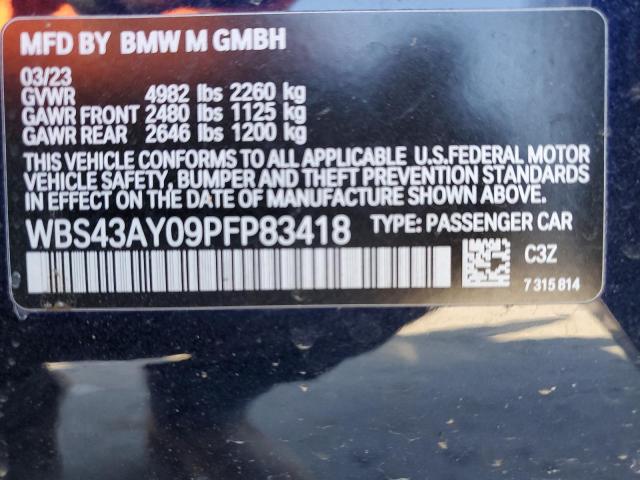 MFD BY BMW M GMBH
03/23
GVWR 4982 lbs 2260 kg
GAWR FRONT 2480 lbs 1125 kg
GAWR REAR 2646 lbs 1200 kg
THIS VEHICLE CONFORMS TO ALL APPLICABLE U.S.FEDERAL MOTOR
VEHICLE SAFETY, BUMPER AND THEFT PREVENTION STANDARDS
IN EFFECT ON THE DATE OF MANUFACTURE SHOWN ABOVE.
WBS43AY09PFP83418 TYPE: PASSENGER CAR
C3Z
7 315 814